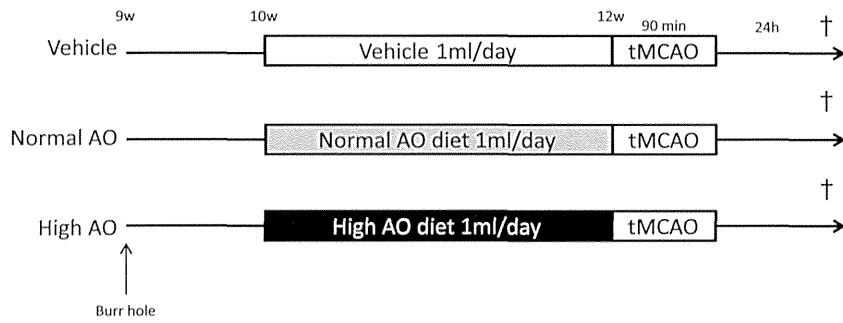 9w 10w 12w
90 min 24h †
Vehicle Vehicle 1ml/day tMCAO
†
Normal AO Normal AO diet 1ml/day tMCAO
†
High AO High AO diet 1ml/day tMCAO
Burr hole